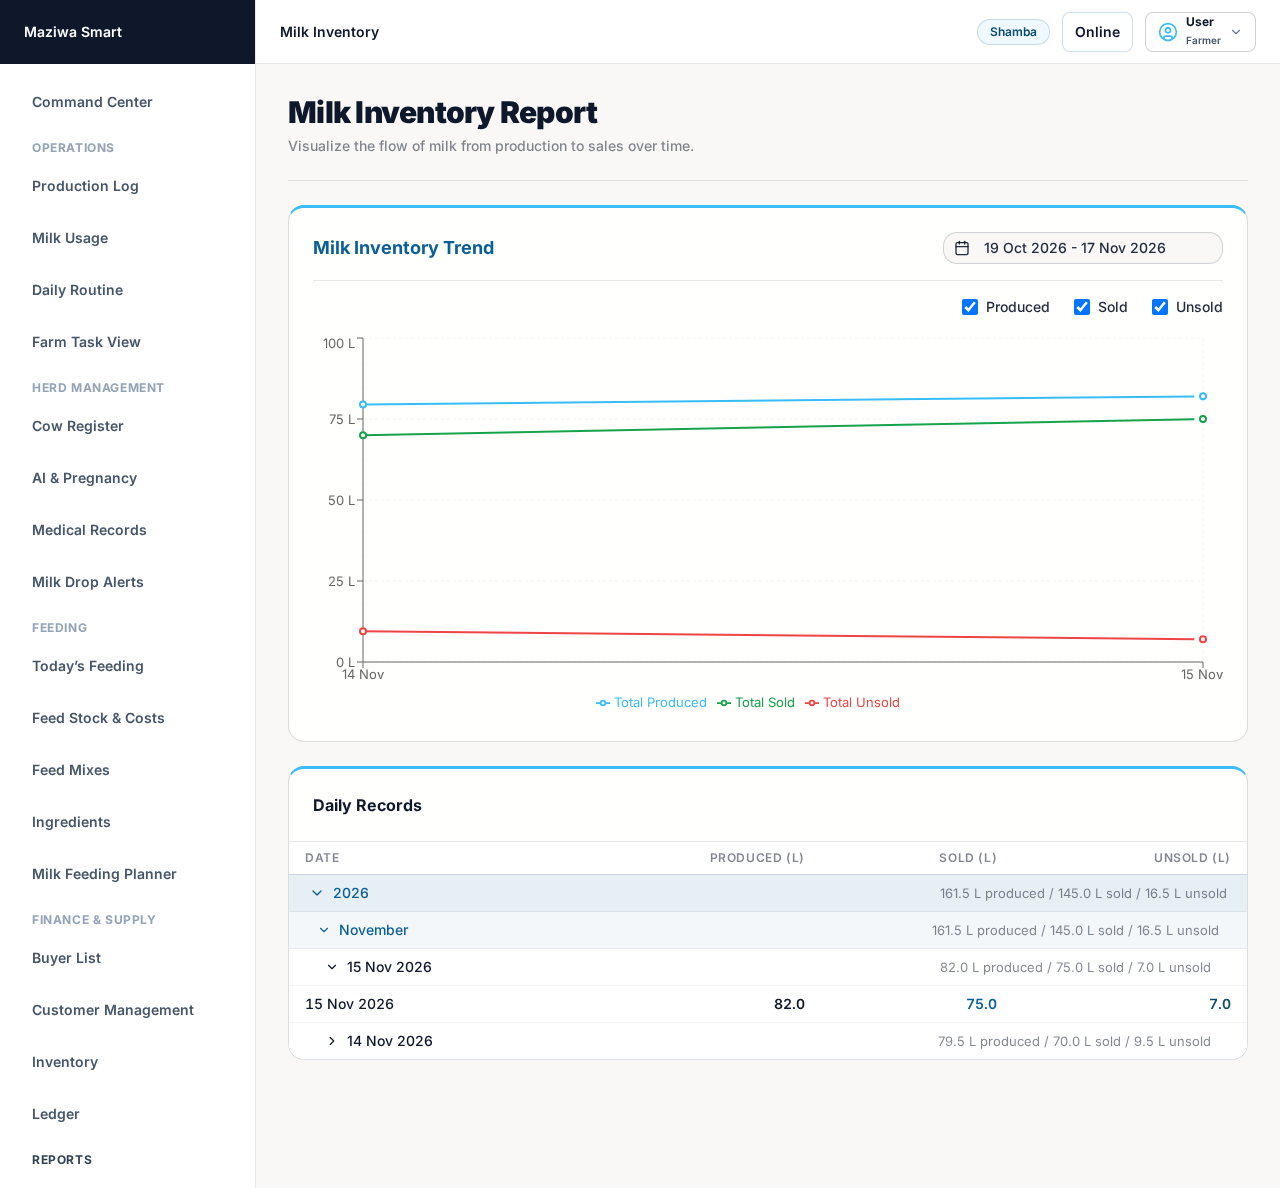 Maziwa Smart
Milk Inventory
Shamba
Online
User
Farmer
Command Center
OPERATIONS
Production Log
Milk Usage
Daily Routine
Farm Task View
HERD MANAGEMENT
Cow Register
AI & Pregnancy
Medical Records
Milk Drop Alerts
FEEDING
Today’s Feeding
Feed Stock & Costs
Feed Mixes
Ingredients
Milk Feeding Planner
FINANCE & SUPPLY
Buyer List
Customer Management
Inventory
Ledger
REPORTS
Milk Inventory Report
Visualize the flow of milk from production to sales over time.
Milk Inventory Trend
19 Oct 2026 - 17 Nov 2026
Produced Sold Unsold
100 L
75 L
50 L
25 L
0 L
14 Nov 15 Nov
Total Produced Total Sold Total Unsold
Daily Records
DATE PRODUCED (L) SOLD (L) UNSOLD (L)
2026 161.5 L produced / 145.0 L sold / 16.5 L unsold
November 161.5 L produced / 145.0 L sold / 16.5 L unsold
15 Nov 2026 82.0 L produced / 75.0 L sold / 7.0 L unsold
15 Nov 2026 82.0 75.0 7.0
14 Nov 2026 79.5 L produced / 70.0 L sold / 9.5 L unsold